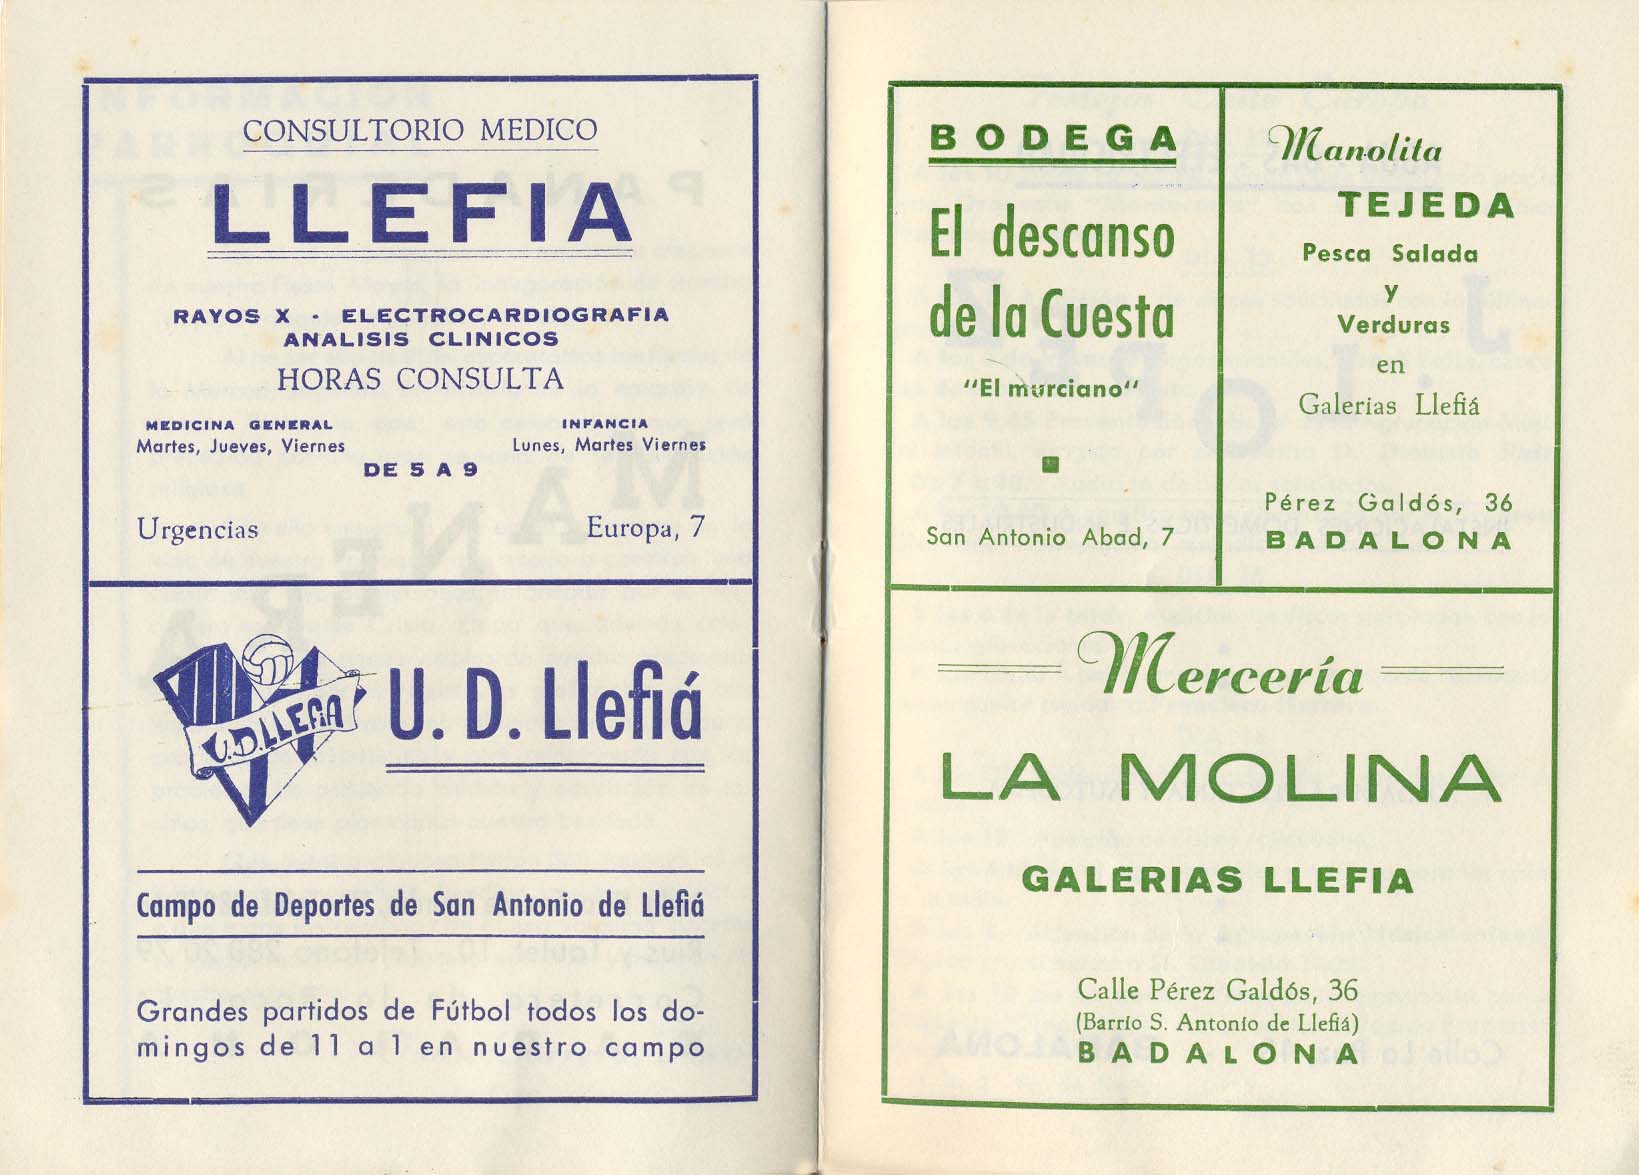 CONSULTORIO MEDICO
LLEFIA
RAYOS X - ELECTROCARDIOGRAFIA
ANALISIS CLINICOS
HORAS CONSULTA
MEDICINA GENERAL
Martes, Jueves, Viernes
INFANCIA
Lunes, Martes Viernes
DE 5 A 9
Urgencias Europa, 7
U.D.LLEFIA
U. D. Llefiá
Campo de Deportes de San Antonio de Llefiá
Grandes partidos de Fútbol todos los do-
mingos de 11 a 1 en nuestro campo
BODEGA
El descanso
de la Cuesta
"El murciano"
San Antonio Abad, 7
Manolita
TEJEDA
Pesca Salada
y
Verduras
en
Galerias Llefiá
Pérez Galdós, 36
BADALONA
Mercería
LA MOLINA
GALERIAS LLEFIA
Calle Pérez Galdós, 36
(Barrio S. Antonio de Llefiá)
BADALONA